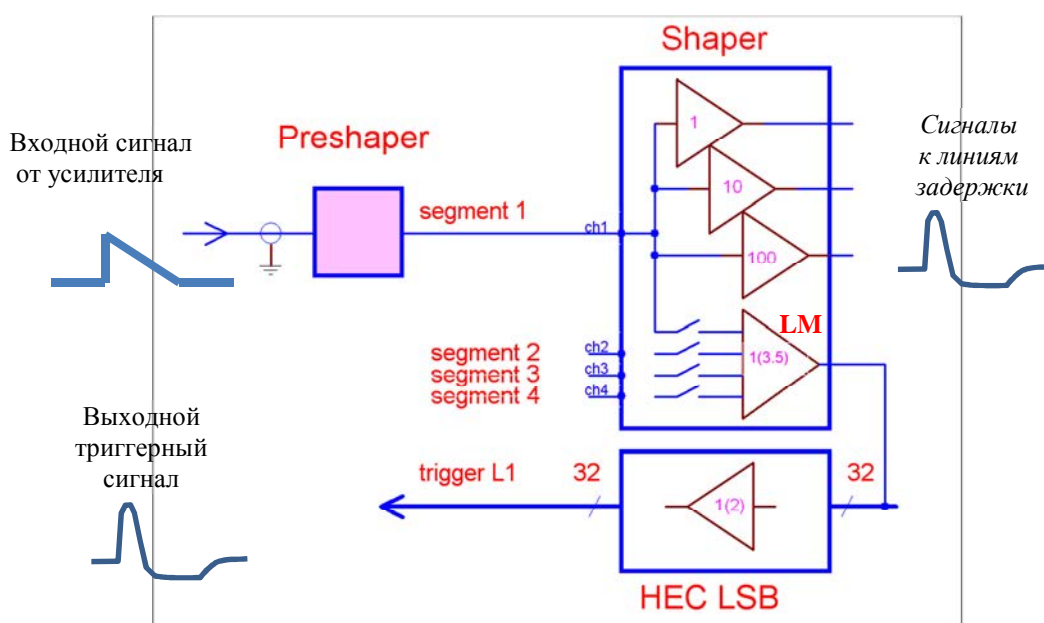 Shaper
1
Входной сигнал
от усилителя
Preshaper
Сигналы
к линиям
задержки
10
segment 1
ch1
100
LM
segment 2
ch2
1(3.5)
segment 3
ch3
segment 4
ch4
Выходной
триггерный
сигнал
trigger L1
32
32
1(2)
HEC LSB